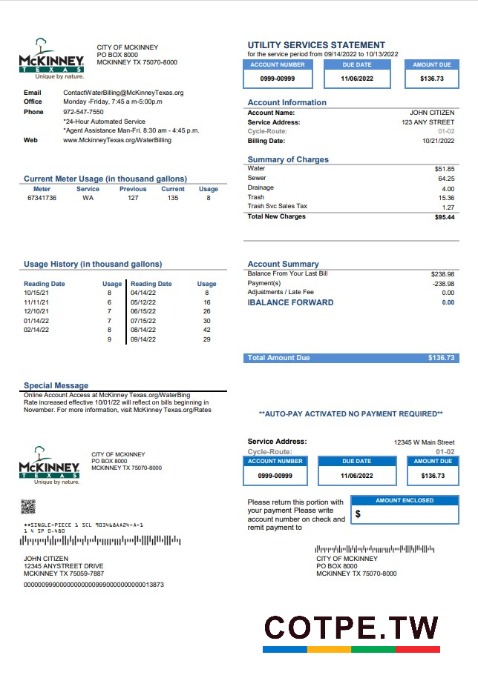 McKINNEY
TEXAS
Unique by nature.
CITY OF MCKINNEY
PO BOX 8000
MCKINNEY TX 75070-8000
Email ContactWaterBilling@McKinneyTexas.org
Office Monday -Friday, 7:45 a m-5:00p.m
Phone 972-547-7550
*24-Hour Automated Service
*Agent Assistance Man-Fri. 8:30 am - 4:45 p.m.
Web www.McKinneyTexas.org/WaterBilling
UTILITY SERVICES STATEMENT
for the service period from 09/14/2022 to 10/13/2022
ACCOUNT NUMBER DUE DATE AMOUNT DUE
0999-00999 11/06/2022 $136.73
Account Information
Account Name: JOHN CITIZEN
Service Address: 123 ANY STREET
Cycle-Route: 01-02
Billing Date: 10/21/2022
Summary of Charges
Water $51.85
Sewer 64.25
Drainage 4.00
Trash 15.36
Trash Svc Sales Tax 1.27
Total New Charges $95.44
Current Meter Usage (in thousand gallons)
Meter Service Previous Current Usage
67341736 WA 127 135 8
Usage History (in thousand gallons)
Reading Date Usage Reading Date Usage
10/15/21 8 04/14/22 8
11/11/21 6 05/12/22 16
12/10/21 7 06/15/22 26
01/14/22 7 07/15/22 30
02/14/22 8 08/14/22 42
9 09/14/22 29
Account Summary
Balance From Your Last Bill $238.98
Payment(s) -238.98
Adjustments / Late Fee 0.00
IBALANCE FORWARD 0.00
Total Amount Due $136.73
Special Message
Online Account Access at McKinney Texas.org/WaterBing
Rate increased effective 10/01/22 will reflect on bills beginning in
November. For more information, visit McKinney Texas.org/Rates
**AUTO-PAY ACTIVATED NO PAYMENT REQUIRED**
McKINNEY
TEXAS
Unique by nature.
CITY OF MCKINNEY
PO BOX 8000
MCKINNEY TX 75070-8000
Service Address: 12345 W Main Street
Cycle-Route: 01-02
ACCOUNT NUMBER DUE DATE AMOUNT DUE
0999-00999 11/06/2022 $136.73
Please return this portion with
your payment Please write
account number on check and
remit payment to
AMOUNT ENCLOSED
$
JOHN CITIZEN
12345 ANYSTREET DRIVE
MCKINNEY TX 75059-7887
CITY OF MCKINNEY
PO BOX 8000
MCKINNEY TX 75070-8000
COTPE.TW